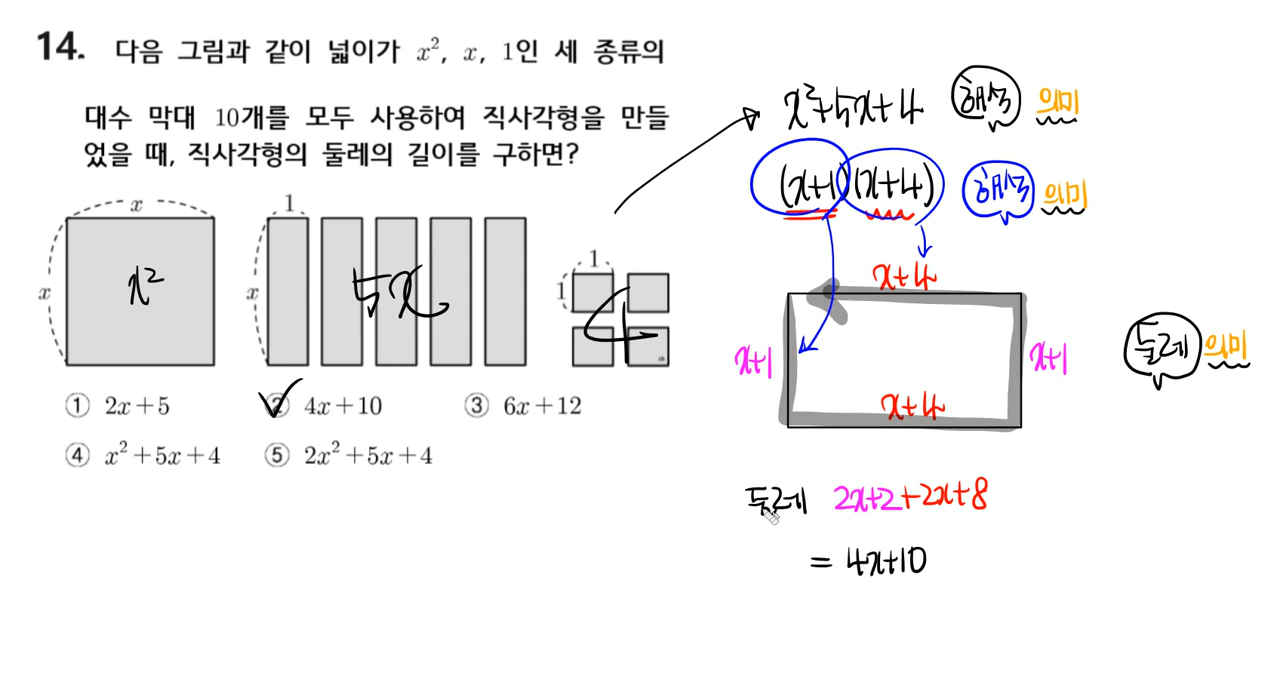 14. 다음 그림과 같이 넓이가 x², x, 1인 세 종류의
대수 막대 10개를 모두 사용하여 직사각형을 만들
었을 때, 직사각형의 둘레의 길이를 구하면?
x
1
x
x
1
1
x²
5x
4
① 2x+5
② 4x+10
③ 6x+12
④ x²+5x+4
⑤ 2x²+5x+4
x²+5x+4 해석 의미
(x+1)(x+4) 해석 의미
x+4
x+1
x+1
x+4
둘레 의미
둘레 2x+2+2x+8
= 4x+10